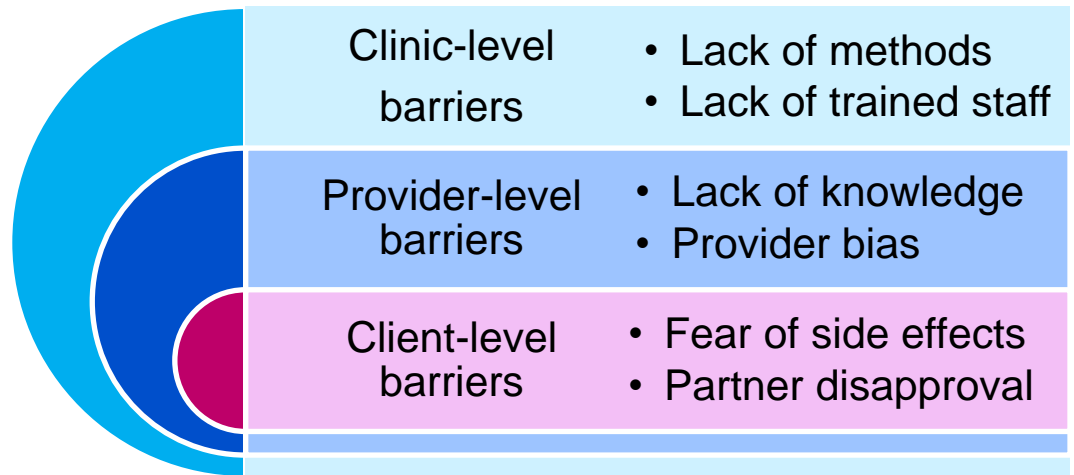 Clinic-level
barriers
• Lack of methods
• Lack of trained staff
Provider-level
barriers
• Lack of knowledge
• Provider bias
Client-level
barriers
• Fear of side effects
• Partner disapproval